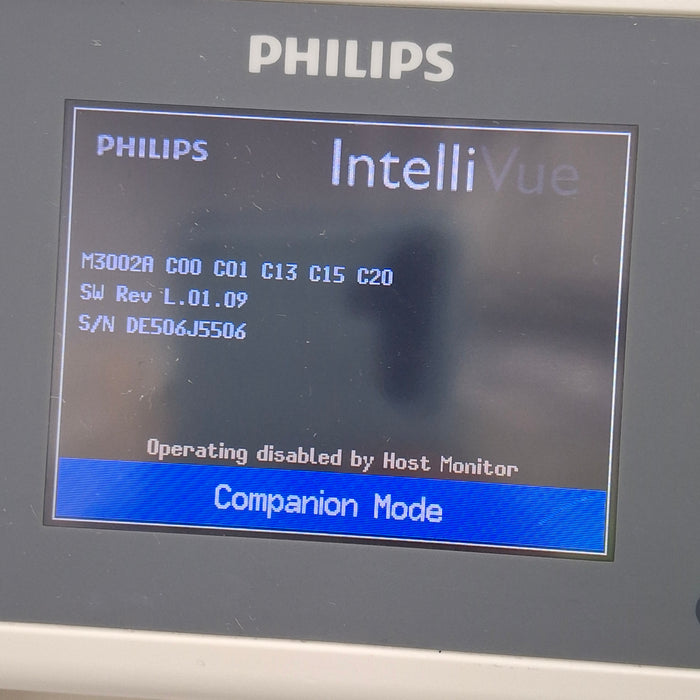 PHILIPS
PHILIPS IntelliVue
M3002A C00 C01 C13 C15 C20
SW Rev L.01.09
S/N DE506J5506
Operating disabled by Host Monitor
Companion Mode